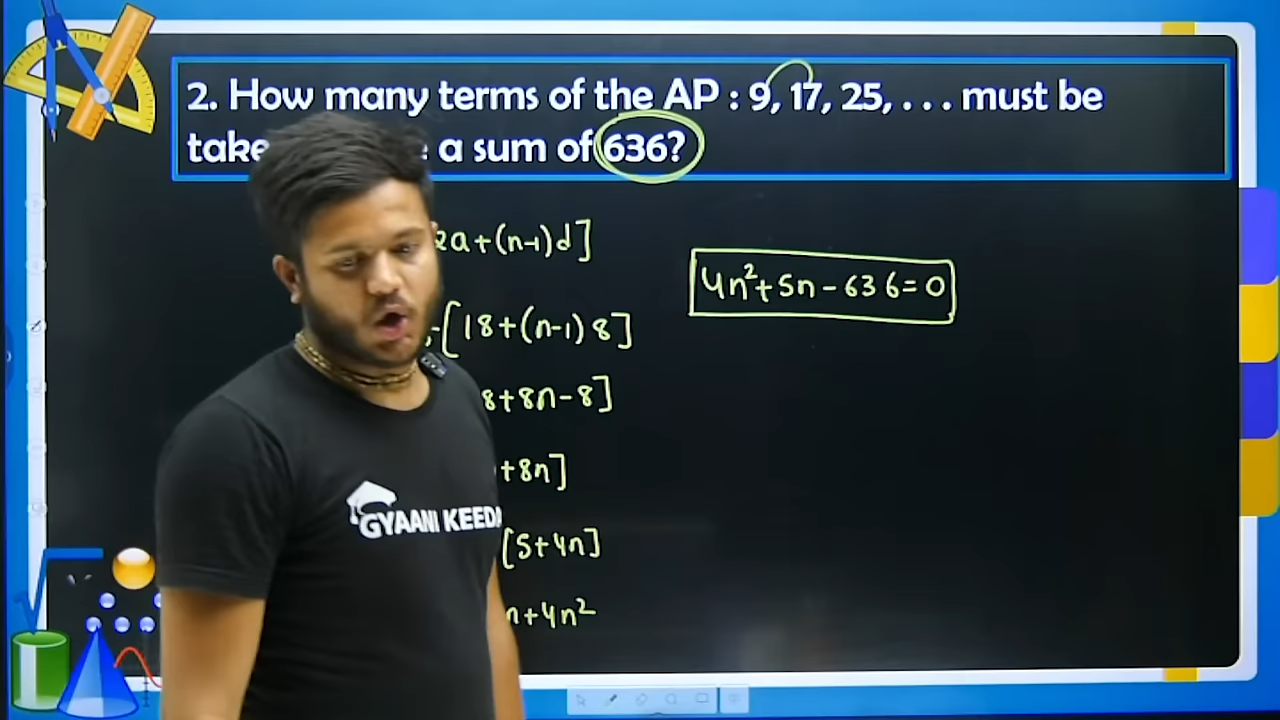 2. How many terms of the AP : 9, 17, 25, . . . must be
take a sum of 636?
2a+(n-1)d]
[18+(n-1) 8]
8+8n-8]
+8n]
[5+4n]
n+4n²
4n²+5n-636=0
GYAANI KEEDA